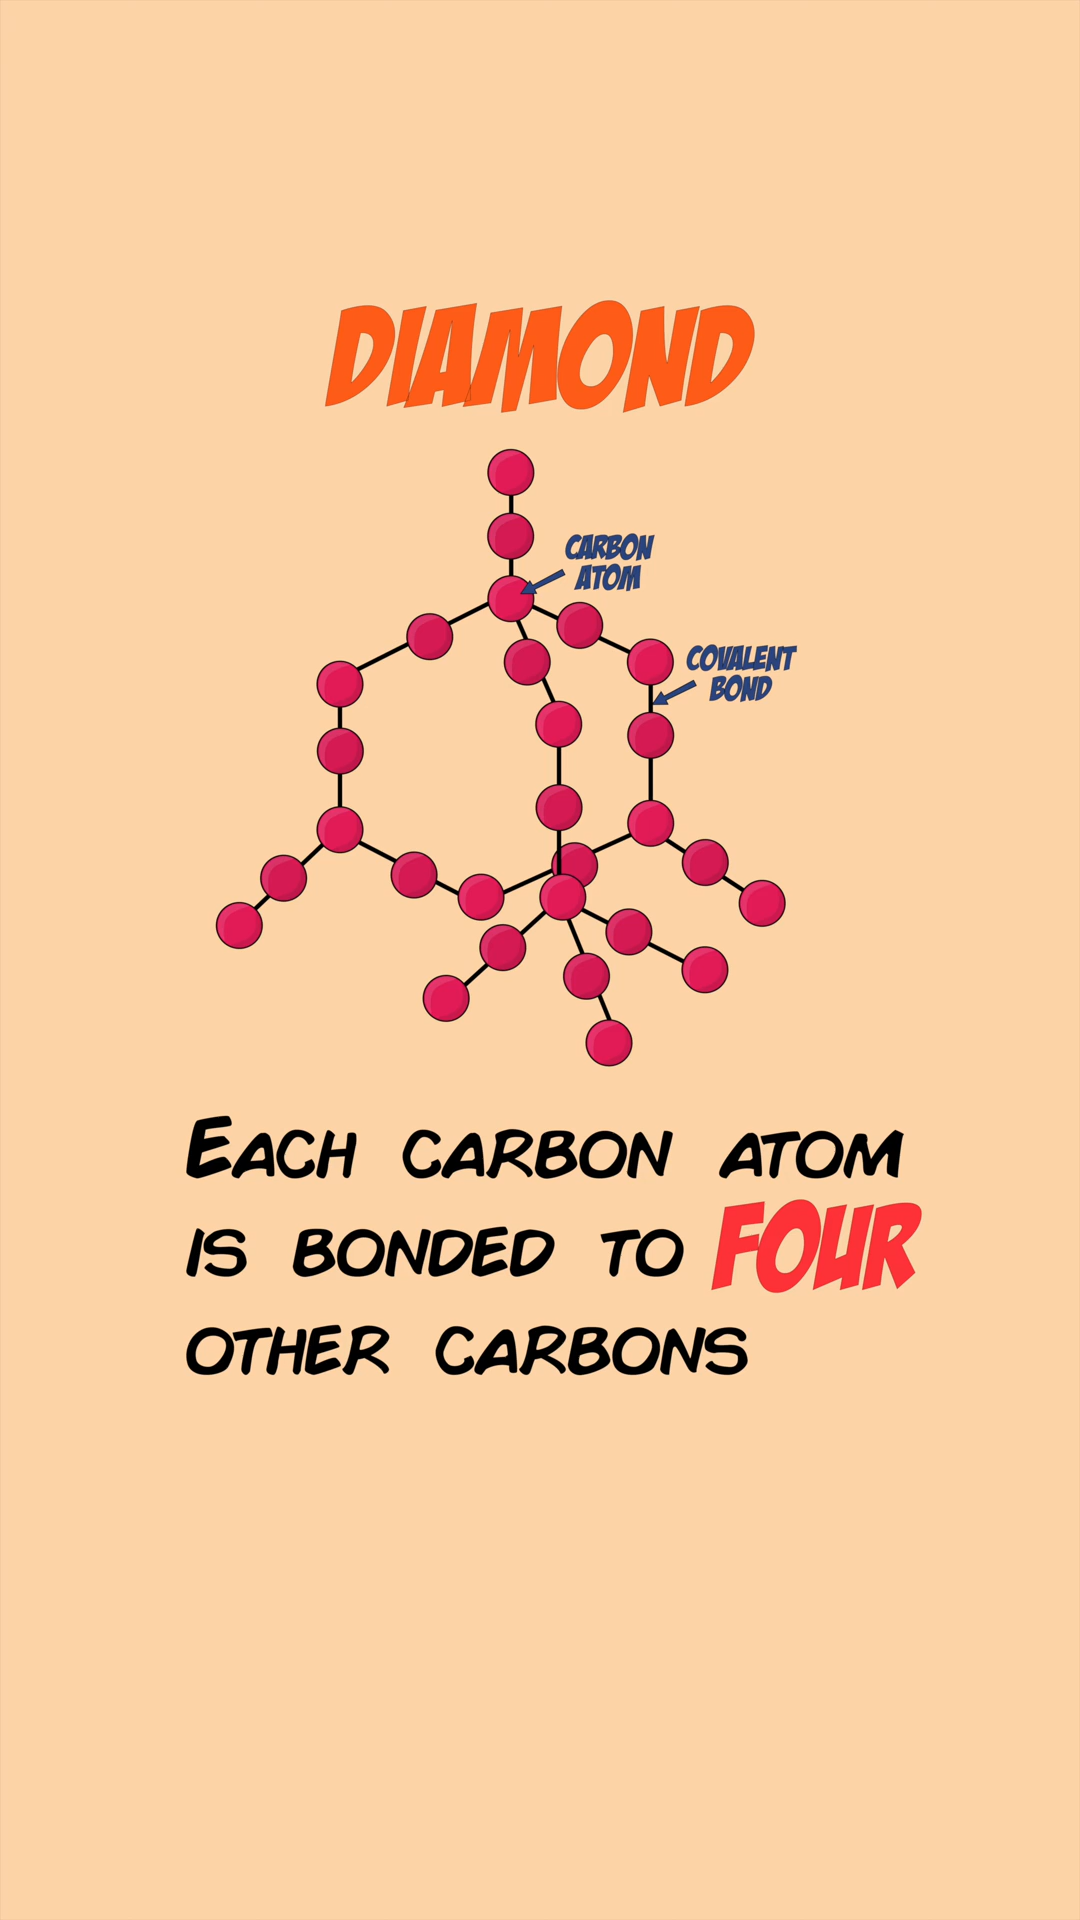 DIAMOND
CARBON
ATOM
COVALENT
BOND
EACH CARBON ATOM
IS BONDED TO FOUR
OTHER CARBONS